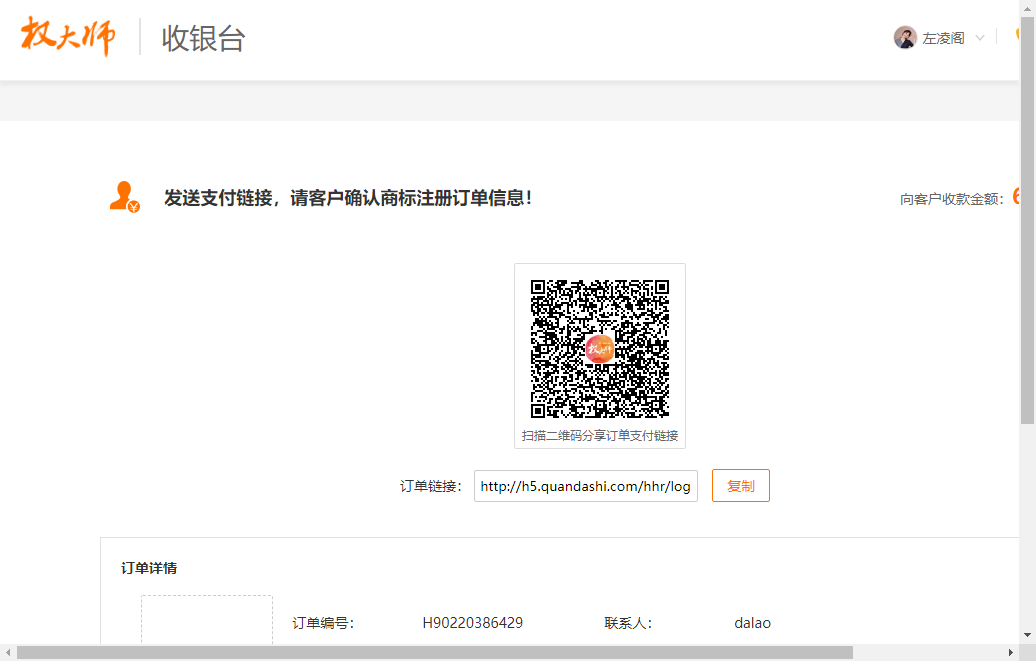 权大师 收银台 左凌阁
发送支付链接，请客户确认商标注册订单信息！ 向客户收款金额：
权大师
扫描二维码分享订单支付链接
订单链接： http://h5.quandashi.com/hhr/log 复制
订单详情
订单编号： H90220386429 联系人： dalao